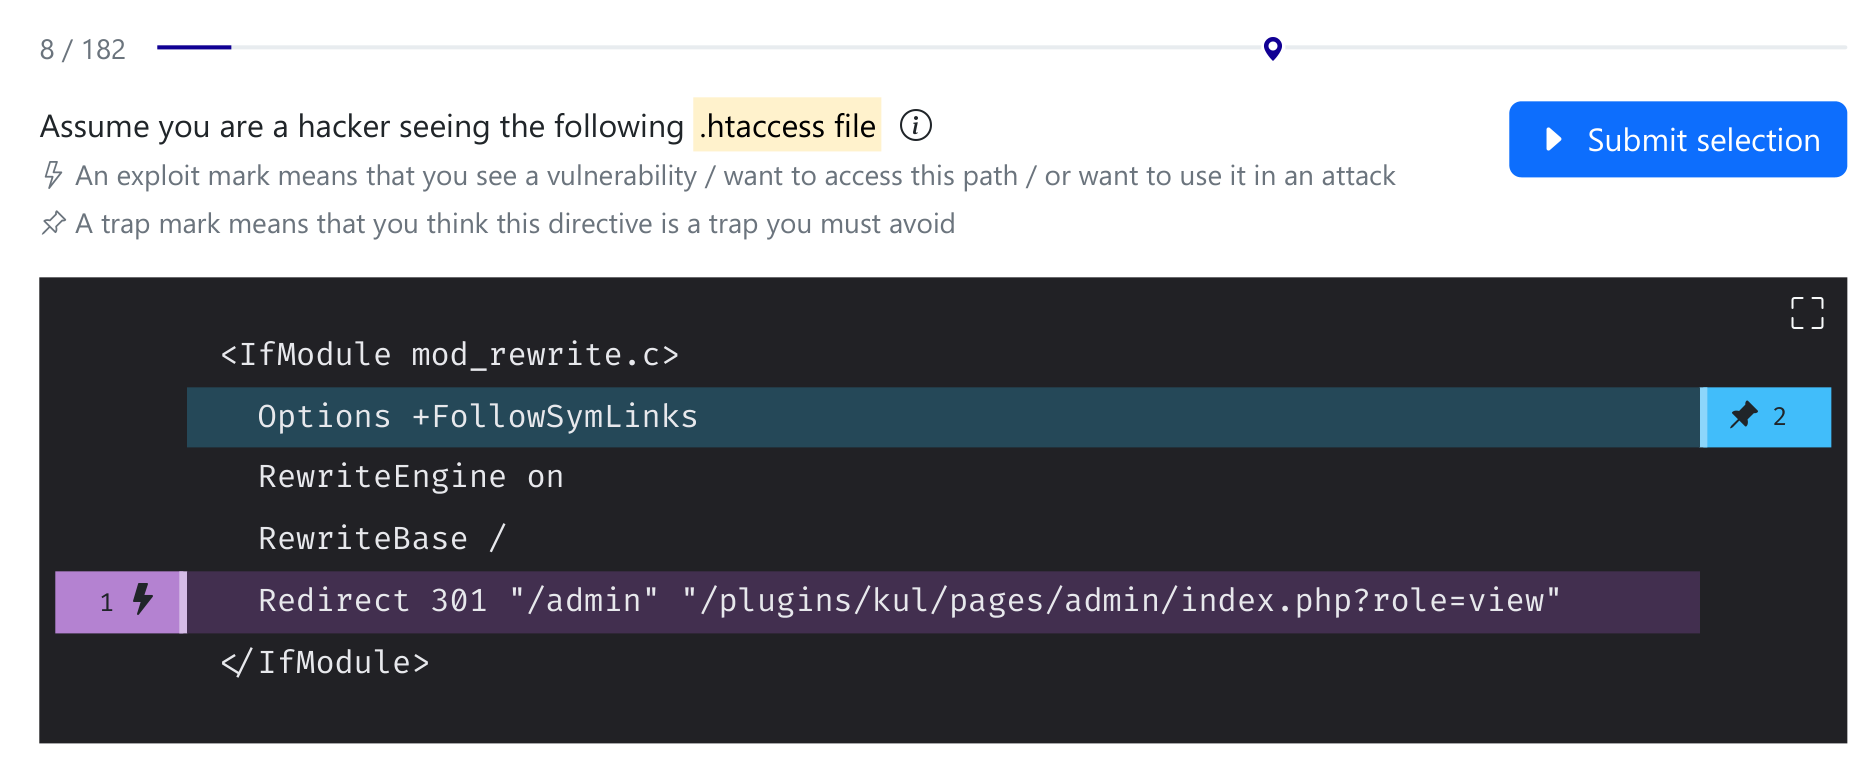 8 / 182
Assume you are a hacker seeing the following .htaccess file
Submit selection
An exploit mark means that you see a vulnerability / want to access this path / or want to use it in an attack
A trap mark means that you think this directive is a trap you must avoid
<IfModule mod_rewrite.c>
Options +FollowSymLinks
2
RewriteEngine on
RewriteBase /
1
Redirect 301 "/admin" "/plugins/kul/pages/admin/index.php?role=view"
</IfModule>